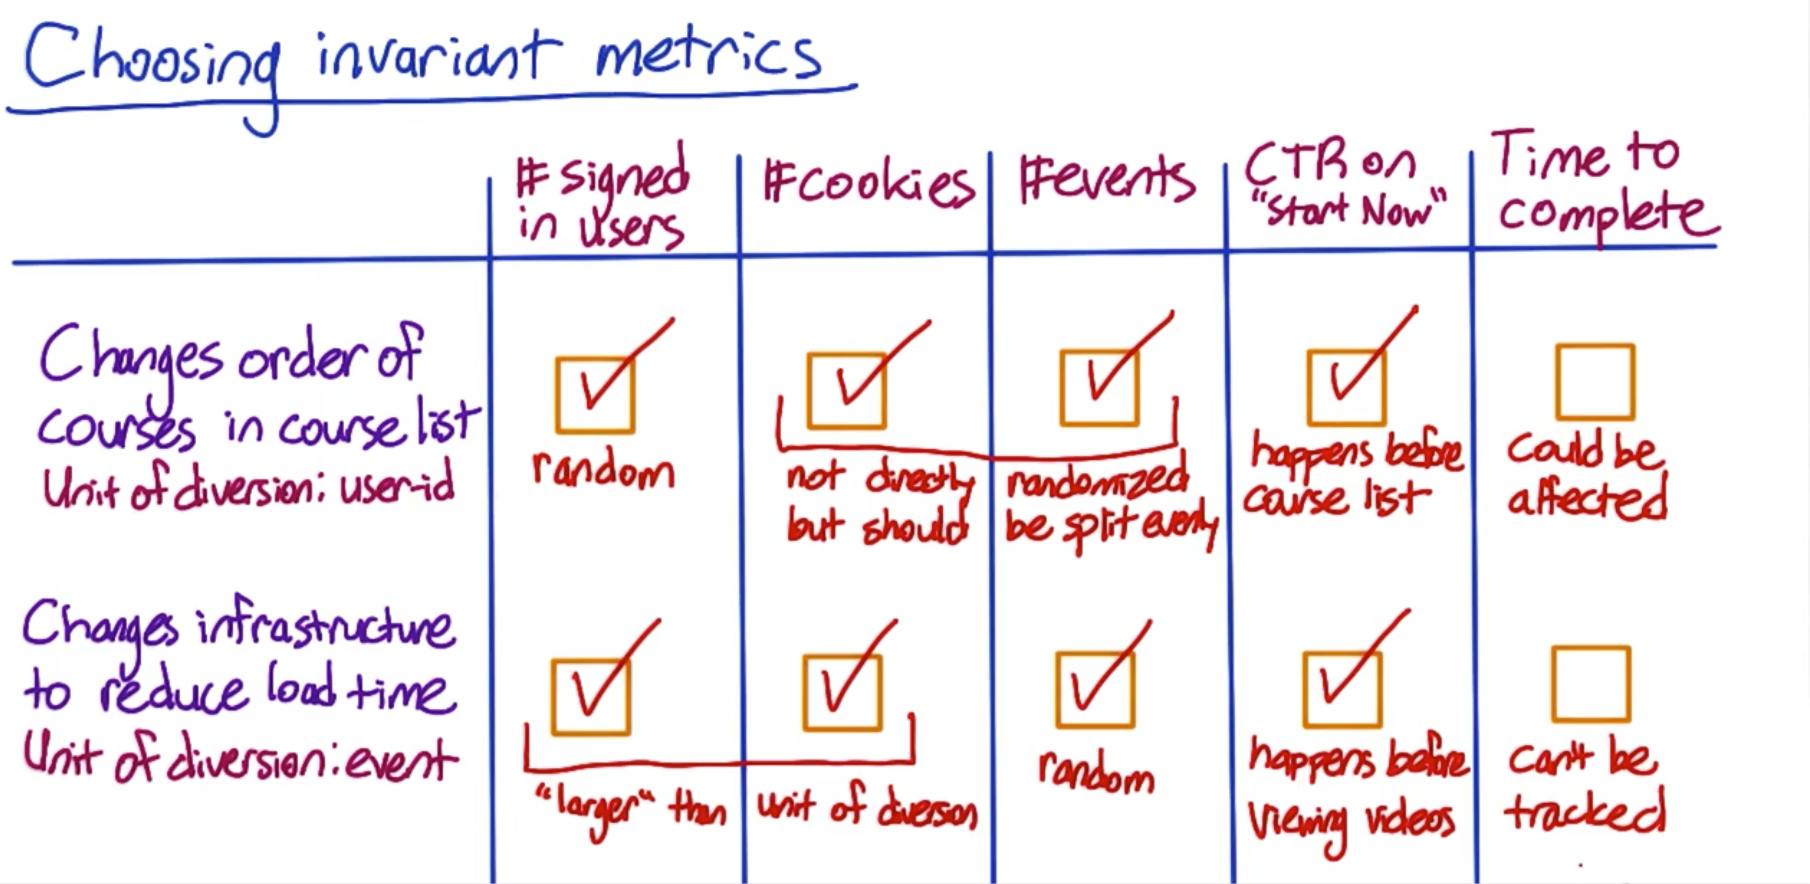 Choosing invariant metrics
# signed
in users
#cookies
#events
CTR on
"Start Now"
Time to
complete
Changes order of
courses in course list
Unit of diversion: user-id
random
not directly randomized
but should be split evenly
happens before
course list
Could be
affected
Changes infrastructure
to reduce load time
Unit of diversion: event
"larger" than unit of diverson
random
happens before
viewing videos
can't be
tracked